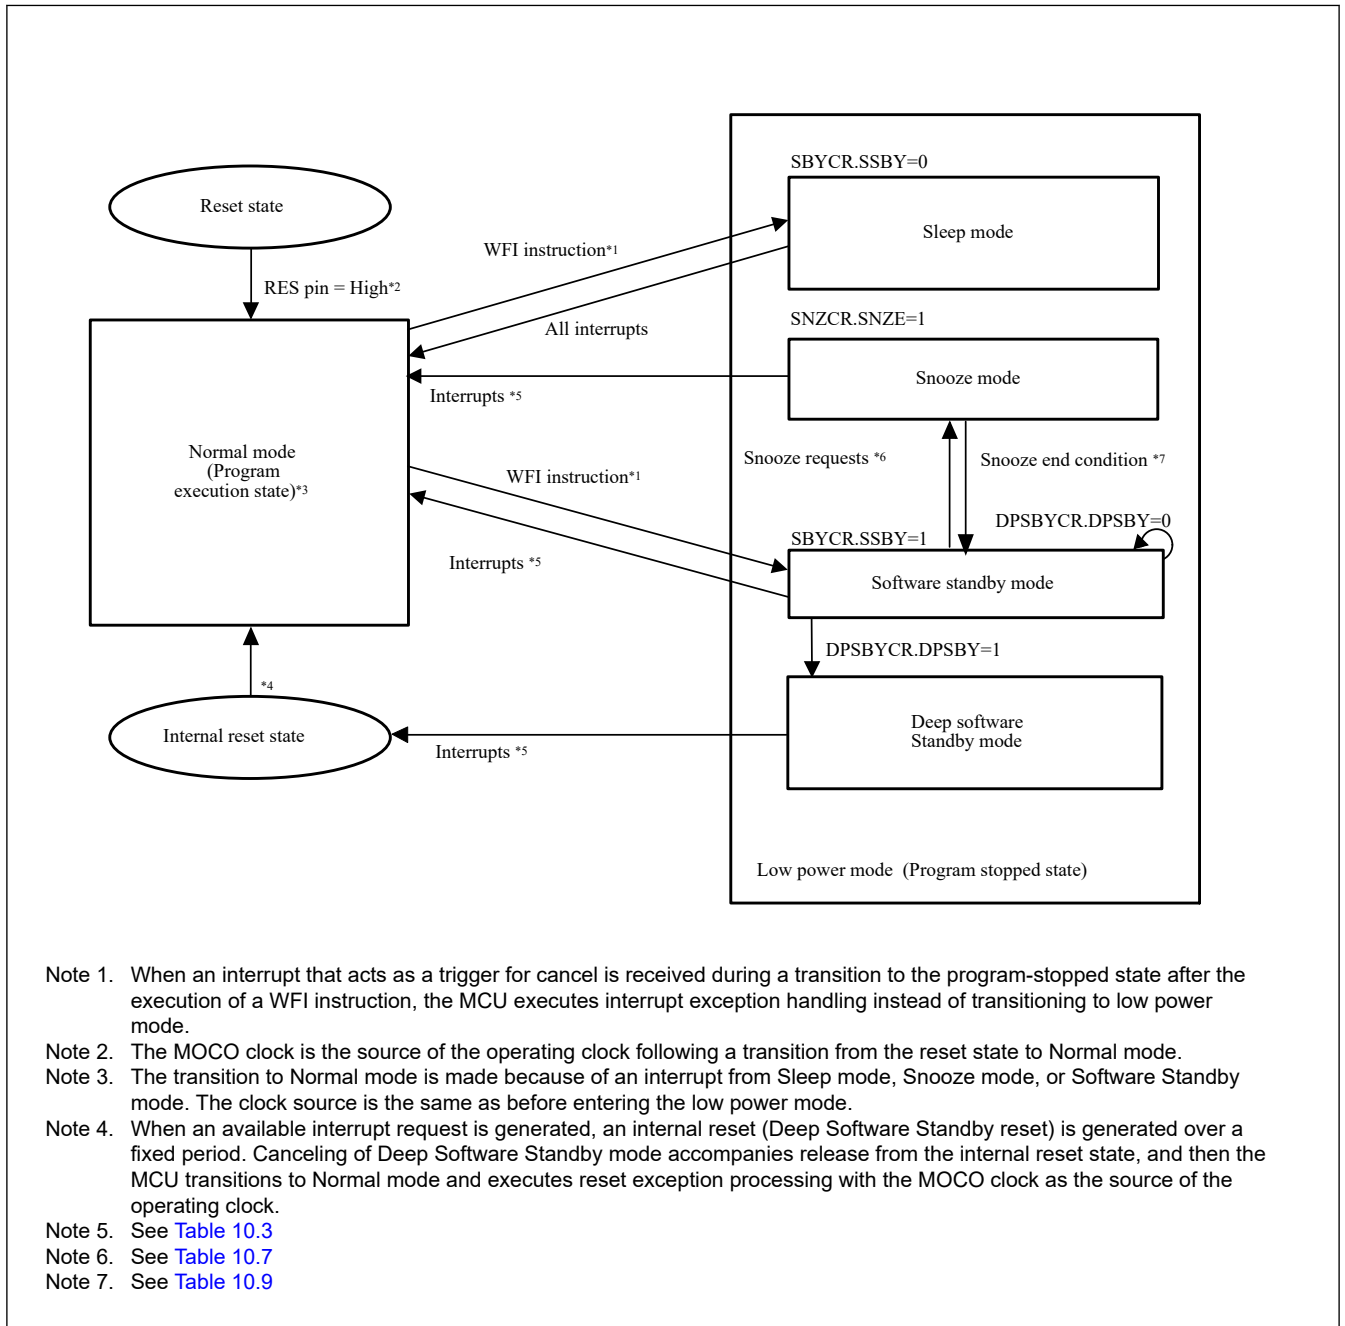 SBYCR.SSBY=0
Reset state
Sleep mode
WFI instruction*1
RES pin = High*2
All interrupts
SNZCR.SNZE=1
Snooze mode
Interrupts *5
Normal mode
(Program
execution state)*3
Snooze requests *6
Snooze end condition *7
WFI instruction*1
DPSBYCR.DPSBY=0
SBYCR.SSBY=1
Interrupts *5
Software standby mode
DPSBYCR.DPSBY=1
*4
Internal reset state
Deep software
Standby mode
Interrupts *5
Low power mode (Program stopped state)
Note 1. When an interrupt that acts as a trigger for cancel is received during a transition to the program-stopped state after the
execution of a WFI instruction, the MCU executes interrupt exception handling instead of transitioning to low power
mode.
Note 2. The MOCO clock is the source of the operating clock following a transition from the reset state to Normal mode.
Note 3. The transition to Normal mode is made because of an interrupt from Sleep mode, Snooze mode, or Software Standby
mode. The clock source is the same as before entering the low power mode.
Note 4. When an available interrupt request is generated, an internal reset (Deep Software Standby reset) is generated over a
fixed period. Canceling of Deep Software Standby mode accompanies release from the internal reset state, and then the
MCU transitions to Normal mode and executes reset exception processing with the MOCO clock as the source of the
operating clock.
Note 5. See Table 10.3
Note 6. See Table 10.7
Note 7. See Table 10.9